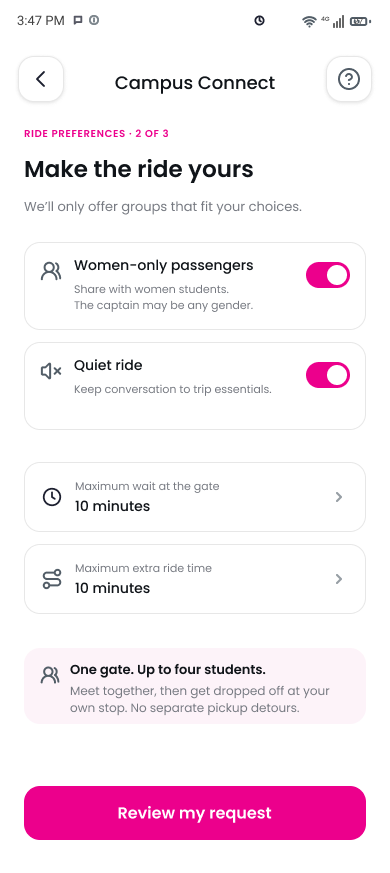 3:47 PM
4G
Campus Connect
RIDE PREFERENCES · 2 OF 3
Make the ride yours
We’ll only offer groups that fit your choices.
Women-only passengers
Share with women students.
The captain may be any gender.
Quiet ride
Keep conversation to trip essentials.
Maximum wait at the gate
10 minutes
Maximum extra ride time
10 minutes
One gate. Up to four students.
Meet together, then get dropped off at your
own stop. No separate pickup detours.
Review my request